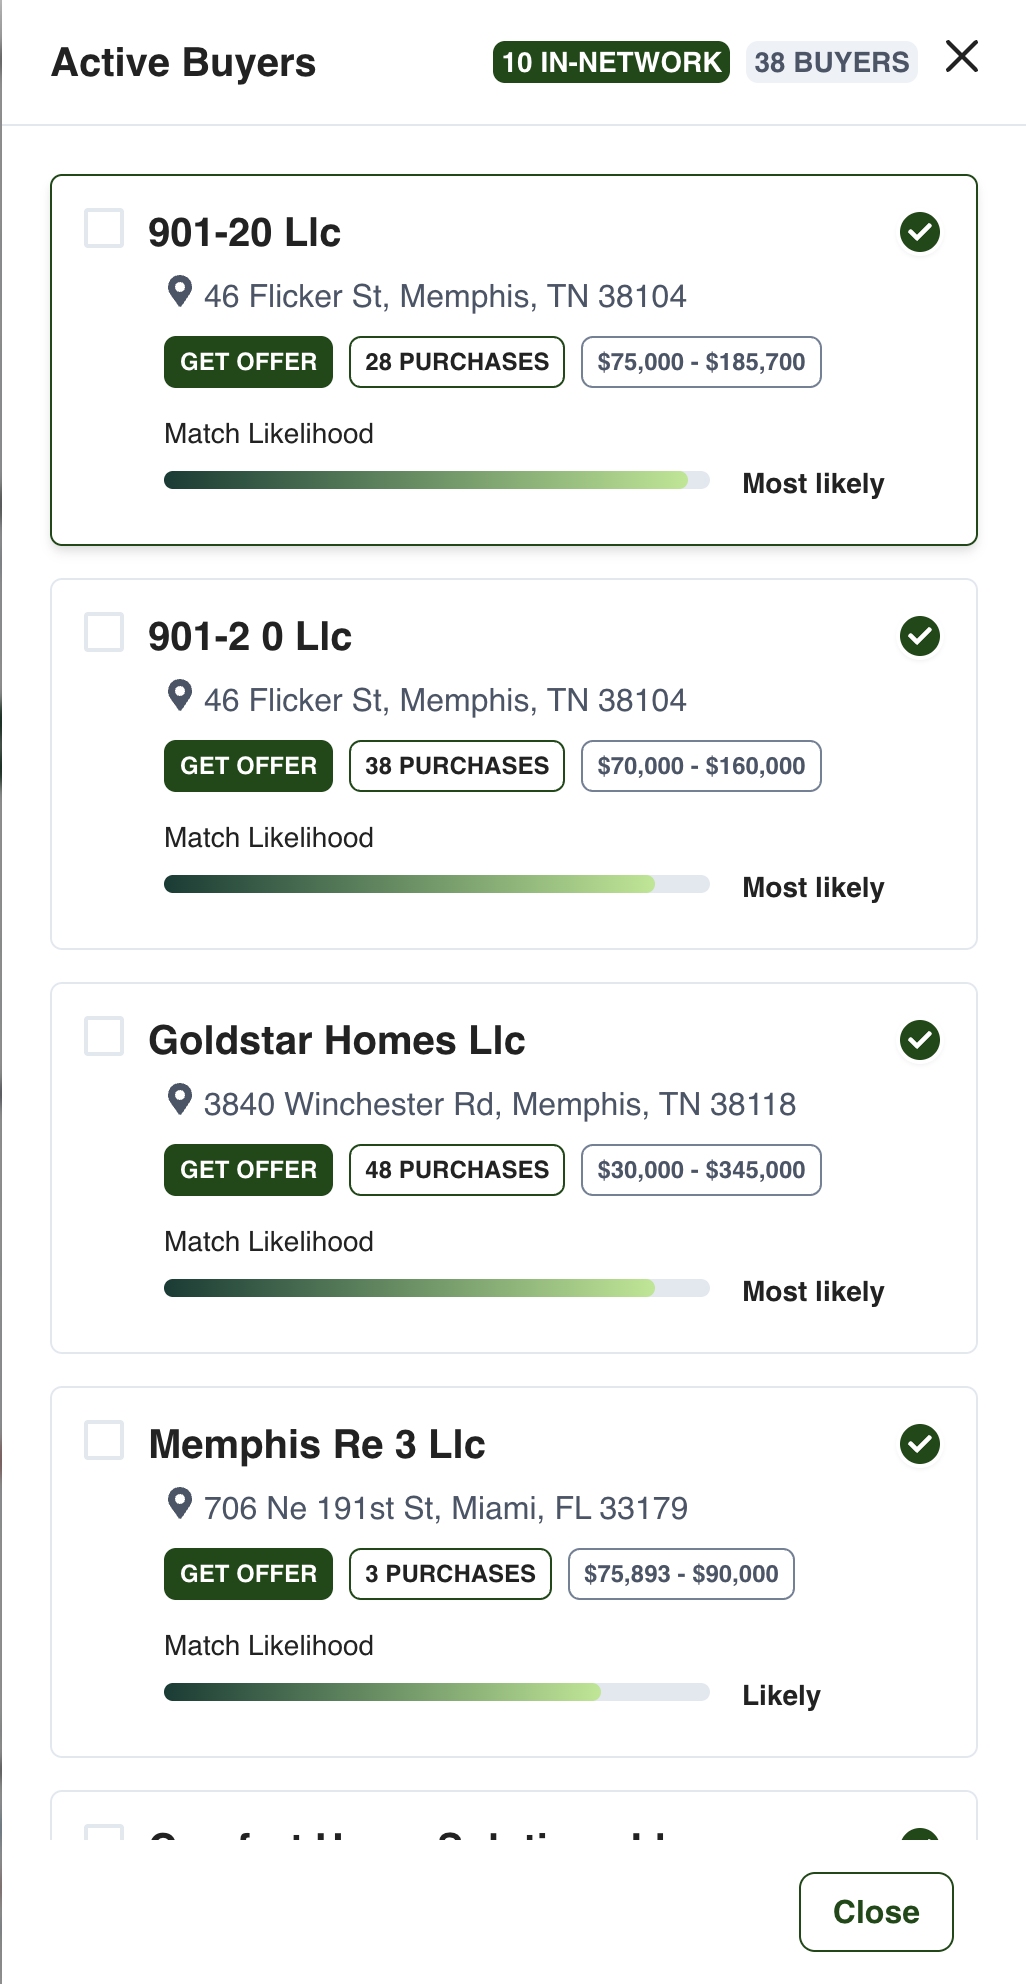 Active Buyers
10 IN-NETWORK
38 BUYERS
901-20 Llc
46 Flicker St, Memphis, TN 38104
GET OFFER
28 PURCHASES
$75,000 - $185,700
Match Likelihood
Most likely
901-2 0 Llc
46 Flicker St, Memphis, TN 38104
GET OFFER
38 PURCHASES
$70,000 - $160,000
Match Likelihood
Most likely
Goldstar Homes Llc
3840 Winchester Rd, Memphis, TN 38118
GET OFFER
48 PURCHASES
$30,000 - $345,000
Match Likelihood
Most likely
Memphis Re 3 Llc
706 Ne 191st St, Miami, FL 33179
GET OFFER
3 PURCHASES
$75,893 - $90,000
Match Likelihood
Likely
Close